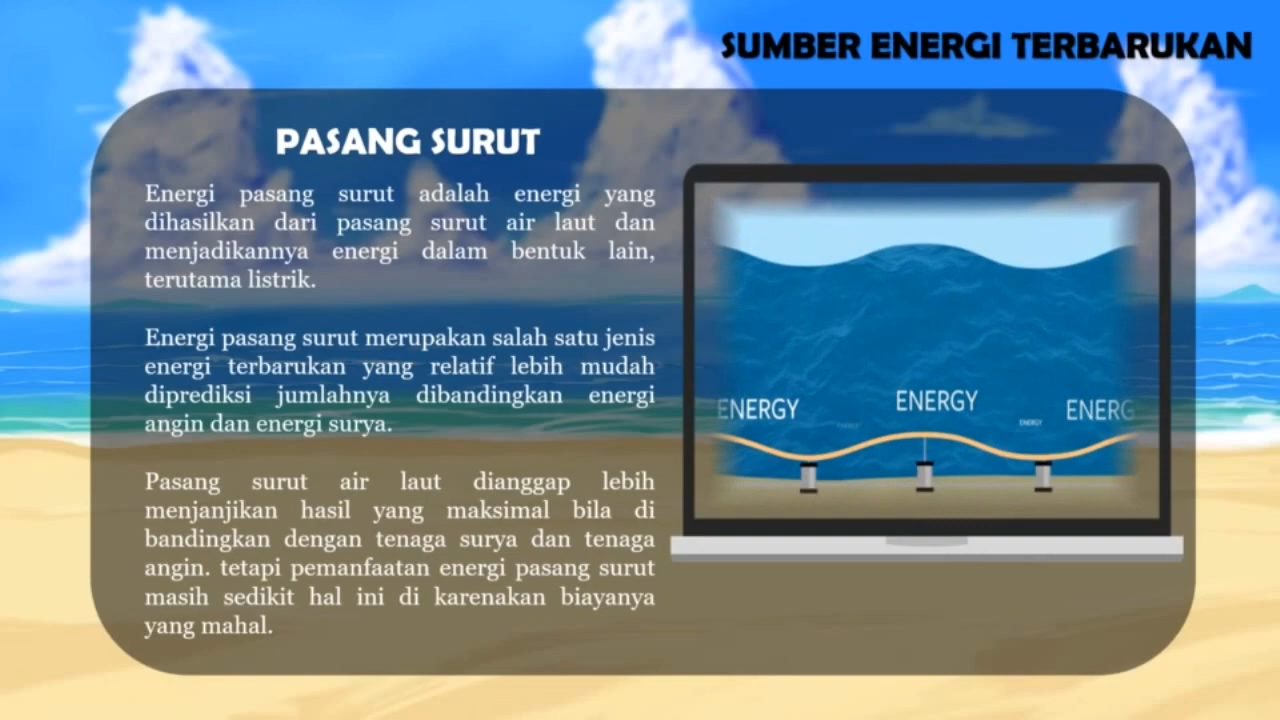 SUMBER ENERGI TERBARUKAN
PASANG SURUT
Energi pasang surut adalah energi yang
dihasilkan dari pasang surut air laut dan
menjadikannya energi dalam bentuk lain,
terutama listrik.
Energi pasang surut merupakan salah satu jenis
energi terbarukan yang relatif lebih mudah
diprediksi jumlahnya dibandingkan energi
angin dan energi surya.
Pasang surut air laut dianggap lebih
menjanjikan hasil yang maksimal bila di
bandingkan dengan tenaga surya dan tenaga
angin. tetapi pemanfaatan energi pasang surut
masih sedikit hal ini di karenakan biayanya
yang mahal.
ENERGY
ENERGY
ENERG
ENERGY